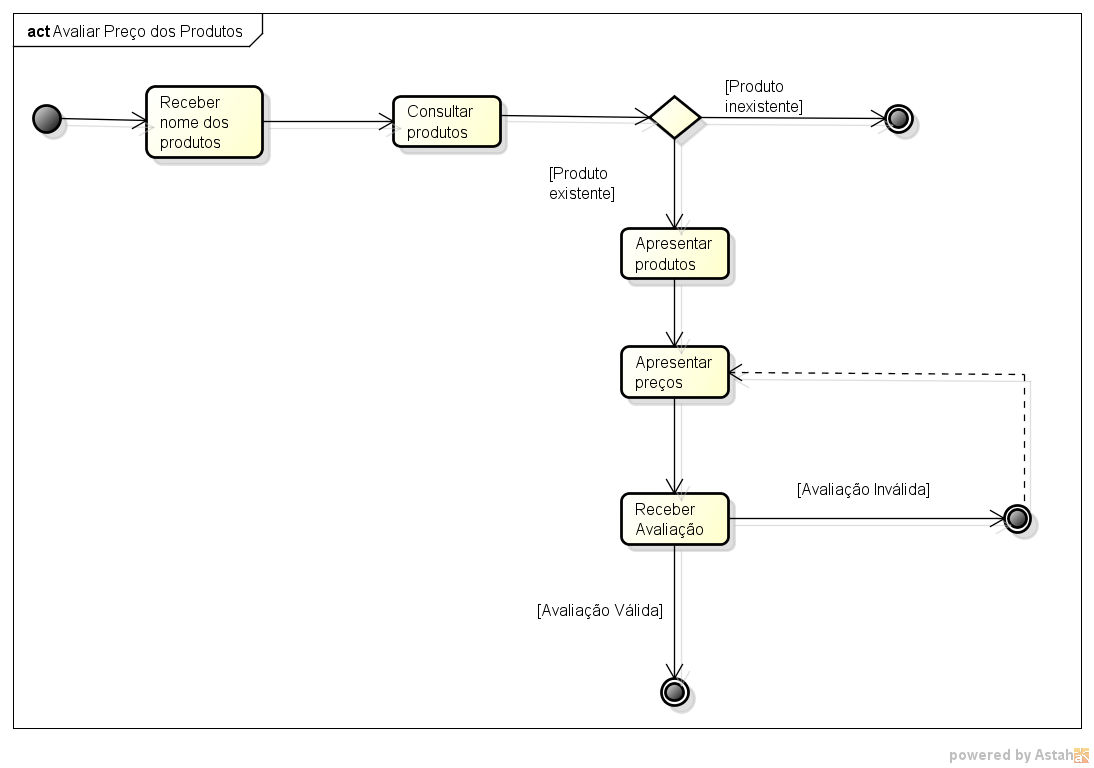 act Avaliar Preço dos Produtos
Receber
nome dos
produtos
Consultar
produtos
[Produto
inexistente]
[Produto
existente]
Apresentar
produtos
Apresentar
preços
[Avaliação Inválida]
Receber
Avaliação
[Avaliação Válida]
powered by Astah